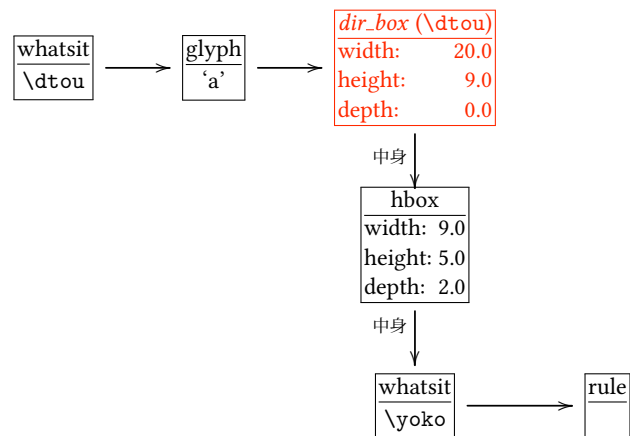 whatsit
\dtou
glyph
‘a’
dir_box (\dtou)
width: 20.0
height: 9.0
depth: 0.0
中身
hbox
width: 9.0
height: 5.0
depth: 2.0
中身
whatsit
\yoko
rule